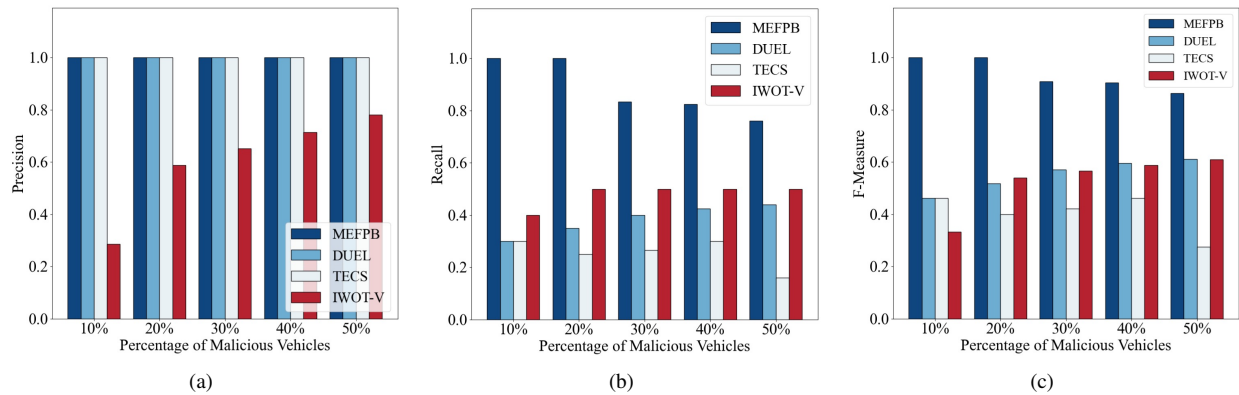 Precision
1.0
0.8
0.6
0.4
0.2
0.0
MEFPB
DUEL
TECS
IWOT-V
10% 20% 30% 40% 50%
Percentage of Malicious Vehicles
(a)
Recall
1.0
0.8
0.6
0.4
0.2
0.0
MEFPB
DUEL
TECS
IWOT-V
10% 20% 30% 40% 50%
Percentage of Malicious Vehicles
(b)
F-Measure
1.0
0.8
0.6
0.4
0.2
0.0
MEFPB
DUEL
TECS
IWOT-V
10% 20% 30% 40% 50%
Percentage of Malicious Vehicles
(c)